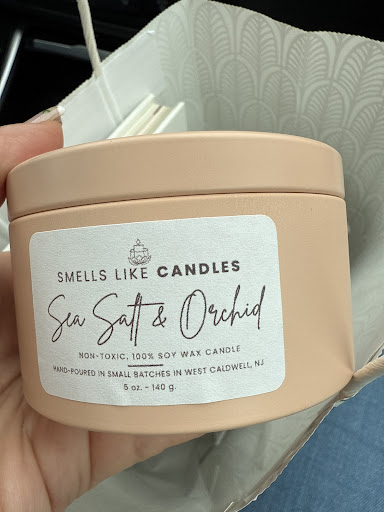 SMELLS LIKE CANDLES
Sea Salt & Orchid
NON-TOXIC, 100% SOY WAX CANDLE
HAND-POURED IN SMALL BATCHES IN WEST CALDWELL, NJ
5 oz. - 140 g.